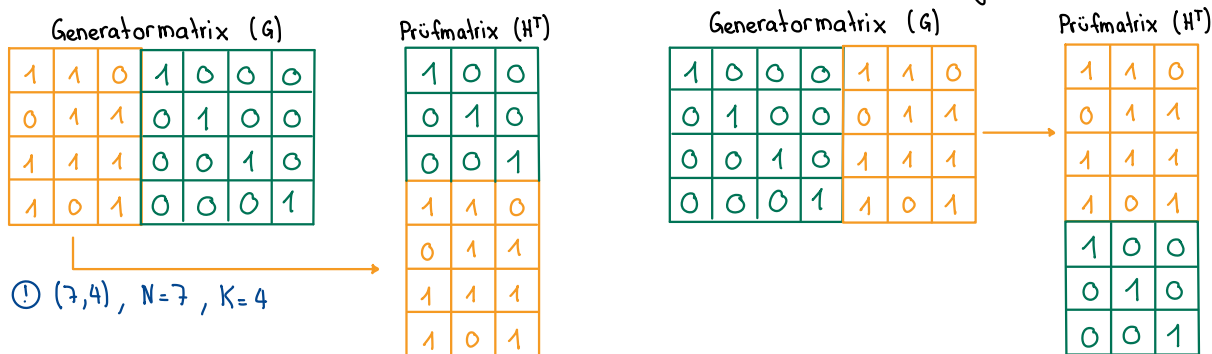 Generatormatrix (G)
1 1 0 1 0 0 0
0 1 1 0 1 0 0
1 1 1 0 0 1 0
1 0 1 0 0 0 1
! (7,4), N=7, K=4
Prüfmatrix (Hᵀ)
1 0 0
0 1 0
0 0 1
1 1 0
0 1 1
1 1 1
1 0 1
Generatormatrix (G)
1 0 0 0 1 1 0
0 1 0 0 0 1 1
0 0 1 0 1 1 1
0 0 0 1 1 0 1
Prüfmatrix (Hᵀ)
1 1 0
0 1 1
1 1 1
1 0 1
1 0 0
0 1 0
0 0 1